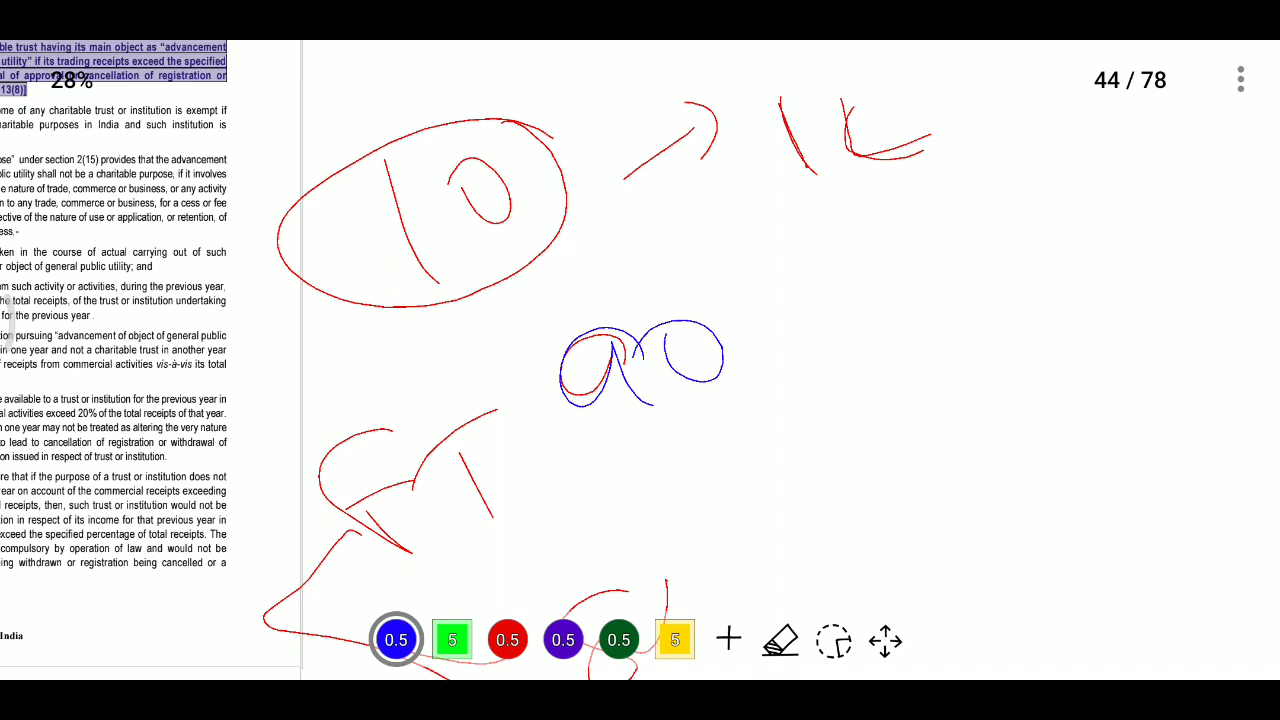 ble trust having its main object as “advancement
utility” if its trading receipts exceed the specified
al of approval cancellation of registration or
13(8)]
28%
44 / 78
ome of any charitable trust or institution is exempt if
haritable purposes in India and such institution is
ose” under section 2(15) provides that the advancement
blic utility shall not be a charitable purpose, if it involves
e nature of trade, commerce or business, or any activity
n to any trade, commerce or business, for a cess or fee
ective of the nature of use or application, or retention, of
ess,-
ken in the course of actual carrying out of such
r object of general public utility; and
om such activity or activities, during the previous year,
he total receipts, of the trust or institution undertaking
for the previous year .
tion pursuing “advancement of object of general public
in one year and not a charitable trust in another year
f receipts from commercial activities vis-à-vis its total
e available to a trust or institution for the previous year in
al activities exceed 20% of the total receipts of that year.
n one year may not be treated as altering the very nature
o lead to cancellation of registration or withdrawal of
ion issued in respect of trust or institution.
re that if the purpose of a trust or institution does not
ear on account of the commercial receipts exceeding
l receipts, then, such trust or institution would not be
tion in respect of its income for that previous year in
xceed the specified percentage of total receipts. The
compulsory by operation of law and would not be
ing withdrawn or registration being cancelled or a
India
10
0.5 5 0.5 0.5 0.5 5